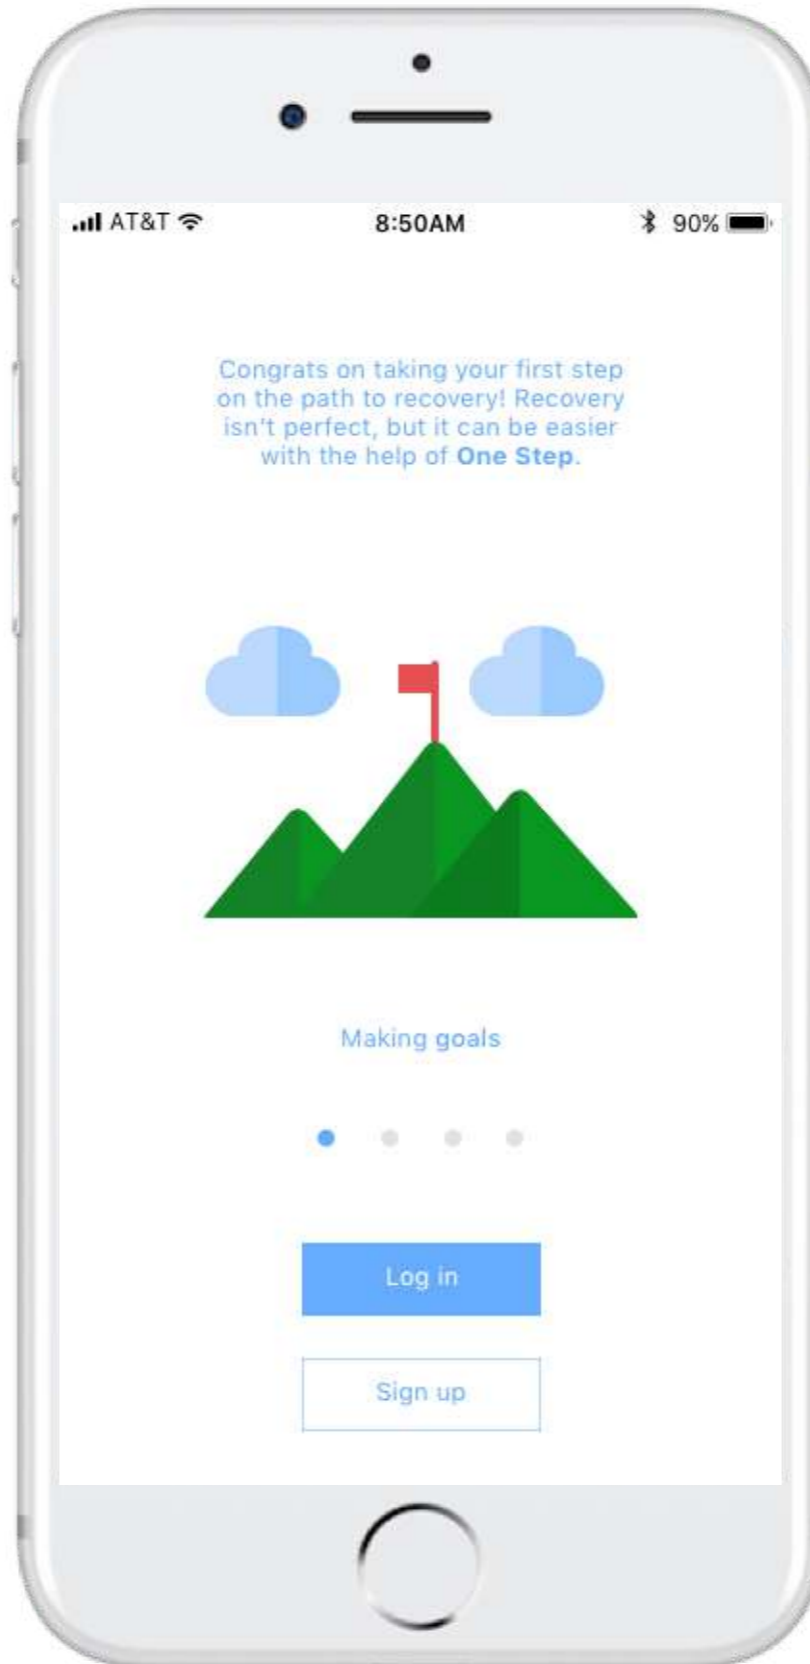 AT&T 8:50AM 90%
Congrats on taking your first step
on the path to recovery! Recovery
isn't perfect, but it can be easier
with the help of One Step.
Making goals
Log in
Sign up